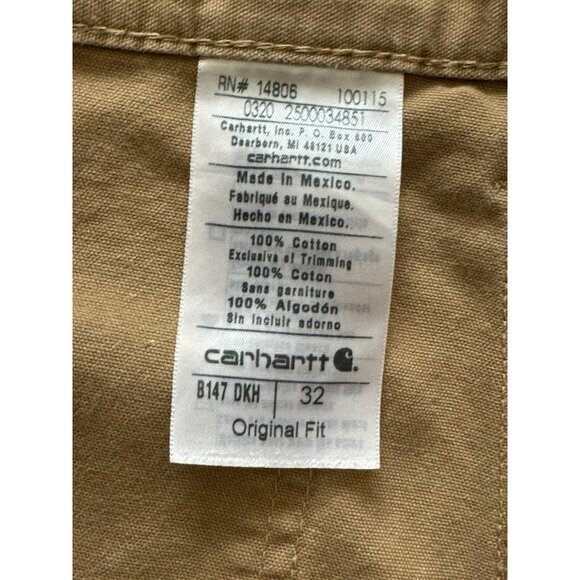 RN# 14806 100115
0320 2500034851
Carhartt, Inc. P. O. Box 600
Dearborn, MI 48121 USA
carhartt.com
Made in Mexico.
Fabriqué au Mexique.
Hecho en Mexico.
100% Cotton
Exclusive of Trimming
100% Coton
Sans garniture
100% Algodón
Sin incluir adorno
carhartt
B147 DKH 32
Original Fit